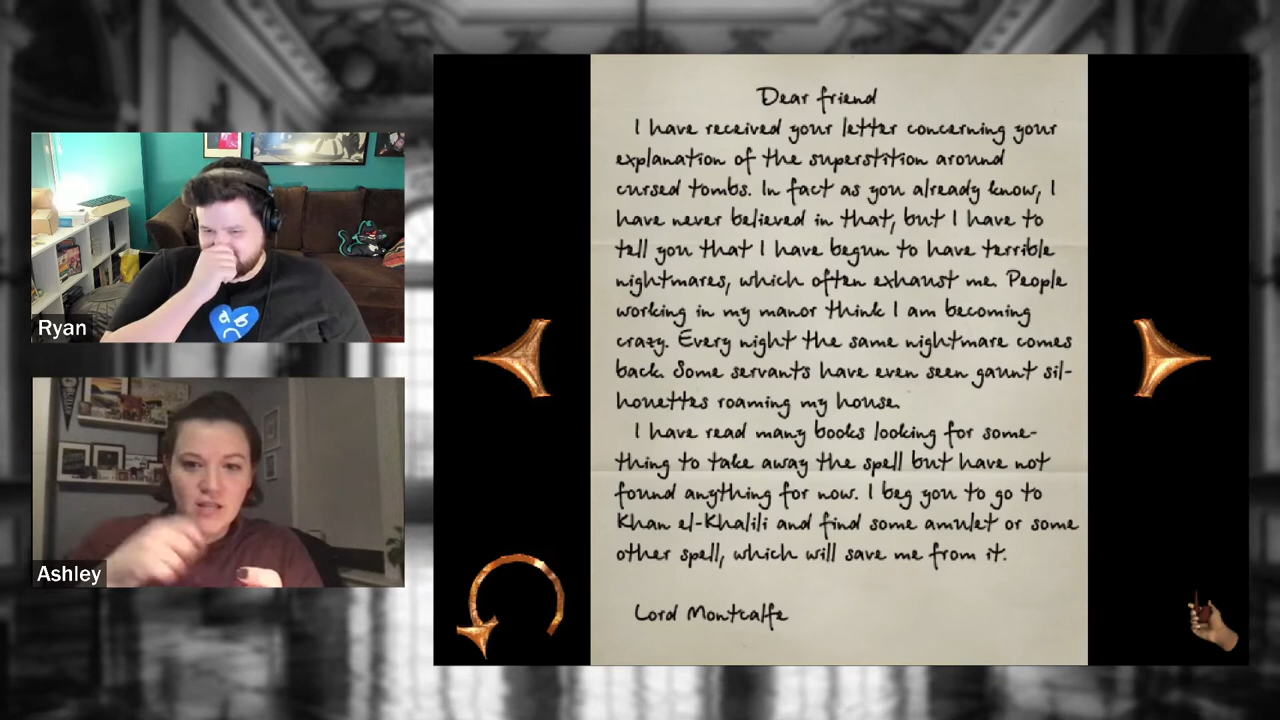 Dear friend
I have received your letter concerning your
explanation of the superstition around
cursed tombs. In fact as you already know, I
have never believed in that, but I have to
tell you that I have begun to have terrible
nightmares, which often exhaust me. People
working in my manor think I am becoming
crazy. Every night the same nightmare comes
back. Some servants have even seen gaunt sil-
houettes roaming my house.
I have read many books looking for some-
thing to take away the spell but have not
found anything for now. I beg you to go to
Khan el-Khalili and find some amulet or some
other spell, which will save me from it.
Lord Montcalfe
Ryan
Ashley